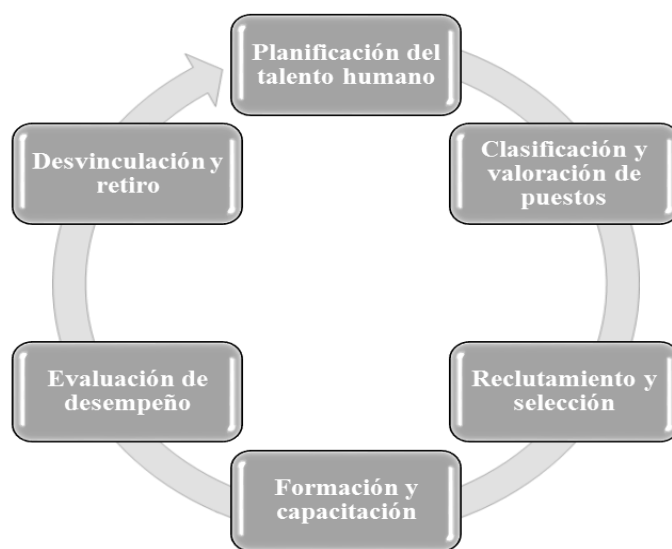 Planificación del
talento humano
Clasificación y
valoración de
puestos
Reclutamiento y
selección
Formación y
capacitación
Evaluación de
desempeño
Desvinculación y
retiro